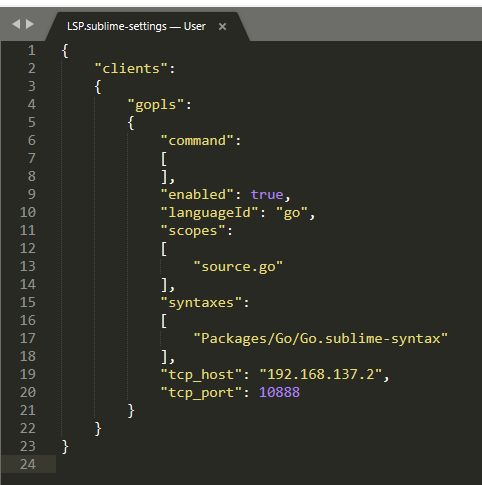 LSP.sublime-settings — User ×
1 {
2 "clients":
3 {
4 "gopls":
5 {
6 "command":
7 [
8 ],
9 "enabled": true,
10 "languageId": "go",
11 "scopes":
12 [
13 "source.go"
14 ],
15 "syntaxes":
16 [
17 "Packages/Go/Go.sublime-syntax"
18 ],
19 "tcp_host": "192.168.137.2",
20 "tcp_port": 10888
21 }
22 }
23 }
24